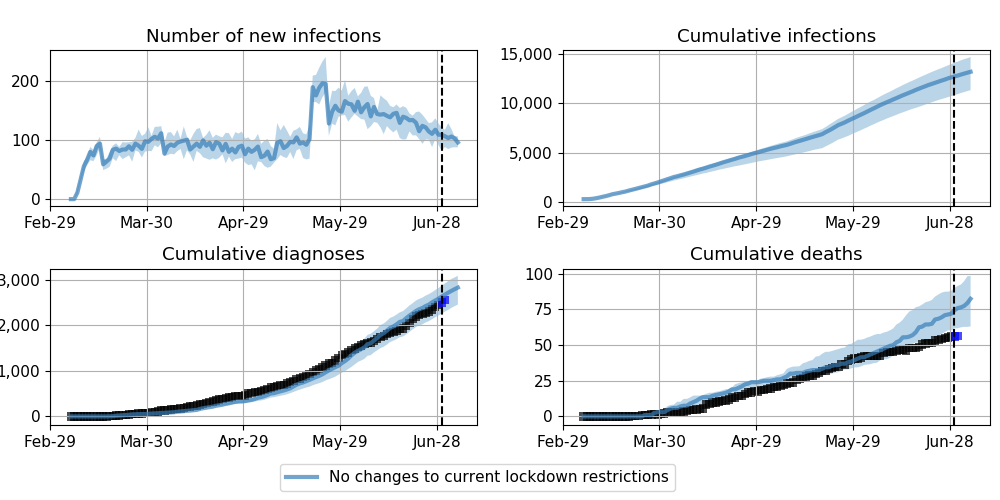 Number of new infections
Cumulative infections
200
100
0
Feb-29 Mar-30 Apr-29 May-29 Jun-28
15,000
10,000
5,000
0
Feb-29 Mar-30 Apr-29 May-29 Jun-28
Cumulative diagnoses
Cumulative deaths
3,000
2,000
1,000
0
Feb-29 Mar-30 Apr-29 May-29 Jun-28
100
75
50
25
0
Feb-29 Mar-30 Apr-29 May-29 Jun-28
No changes to current lockdown restrictions